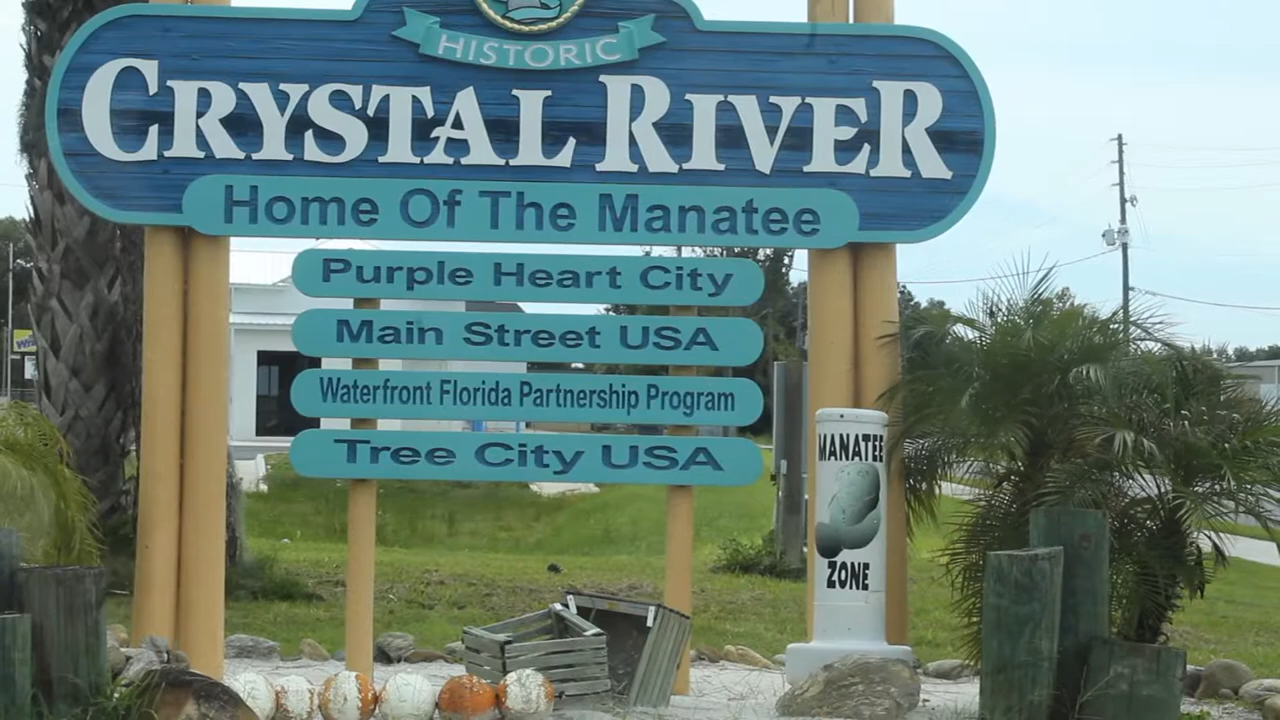 HISTORIC
CRYSTAL RIVER
Home Of The Manatee
Purple Heart City
Main Street USA
Waterfront Florida Partnership Program
Tree City USA
MANATEE
ZONE